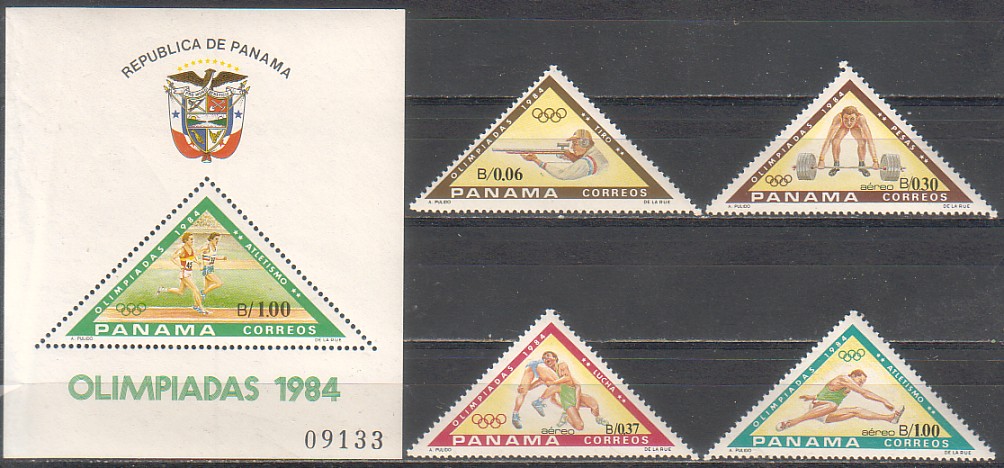 REPUBLICA DE PANAMA
OLIMPIADAS 1984 ** ATLETISMO
B/1.00
PANAMA CORREOS
A. PULIDO DE LA RUE
OLIMPIADAS 1984
09133
OLIMPIADAS 1984 ** TIRO
B/0.06
PANAMA CORREOS
A. PULIDO DE LA RUE
OLIMPIADAS 1984 PESAS **
aéreo B/0.30
PANAMA CORREOS
A. PULIDO DE LA RUE
OLIMPIADAS 1984 ** LUCHA
aéreo B/0.37
PANAMA CORREOS
A. PULIDO DE LA RUE
OLIMPIADAS 1984 ** ATLETISMO
aéreo B/1.00
PANAMA CORREOS
A. PULIDO DE LA RUE